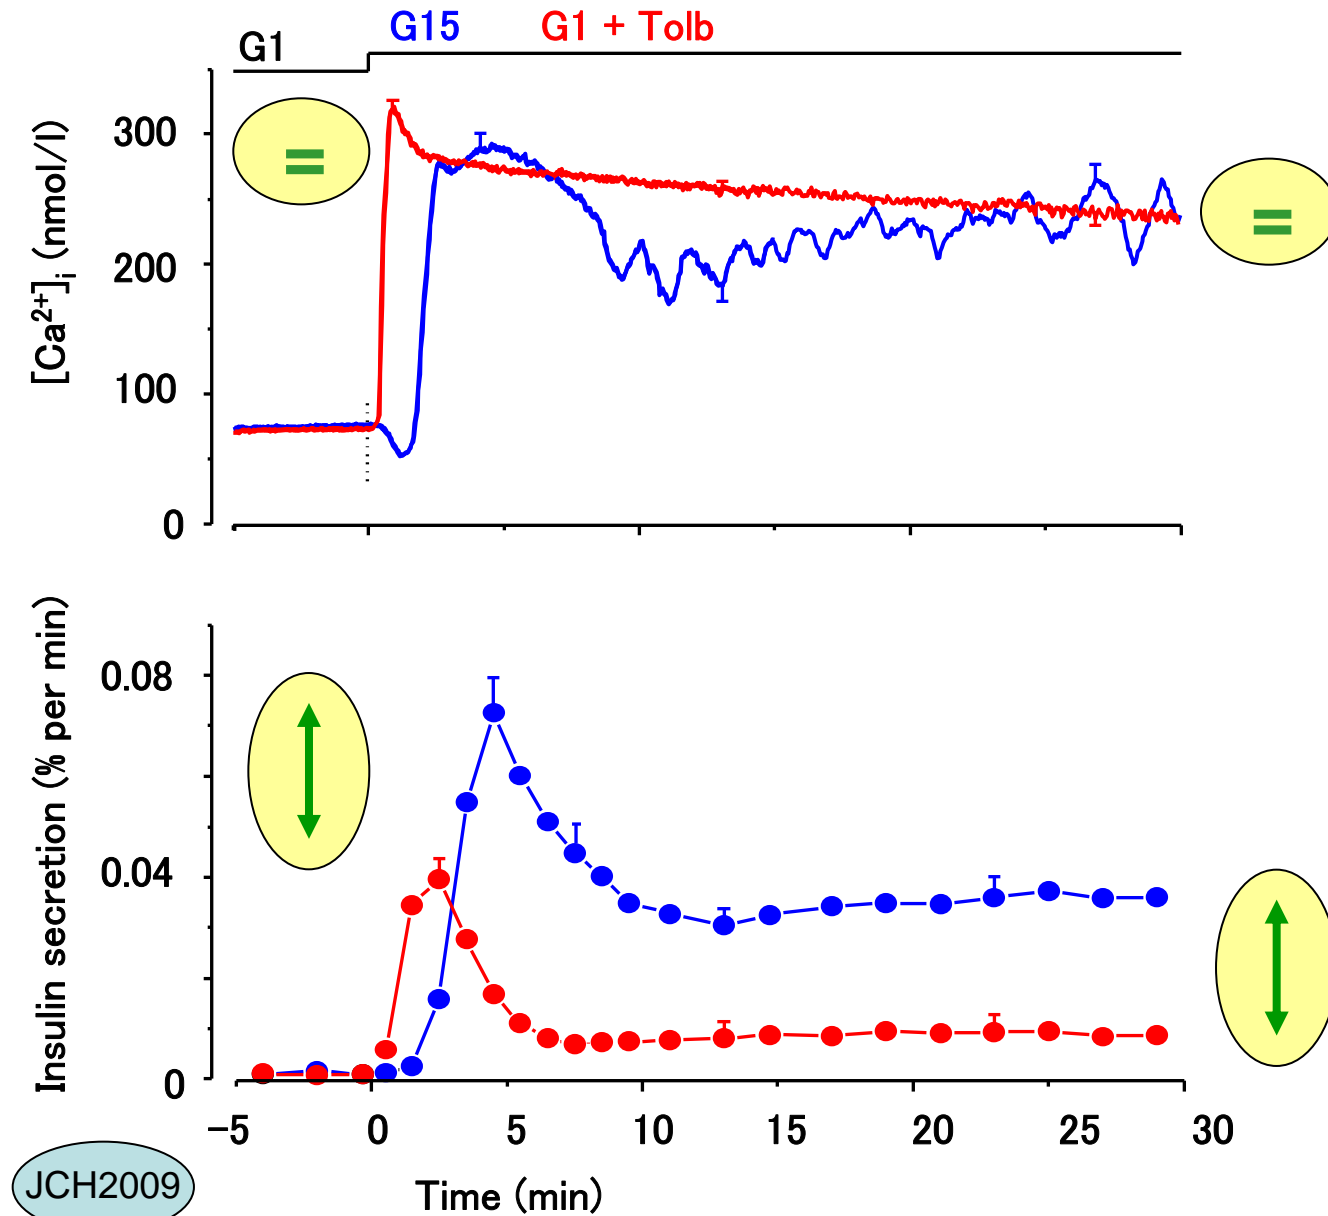 G15 G1 + Tolb
G1
[Ca²⁺]ᵢ (nmol/l)
300
200
100
0
=
=
Insulin secretion (% per min)
0.08
0.04
0
−5 0 5 10 15 20 25 30
Time (min)
JCH2009